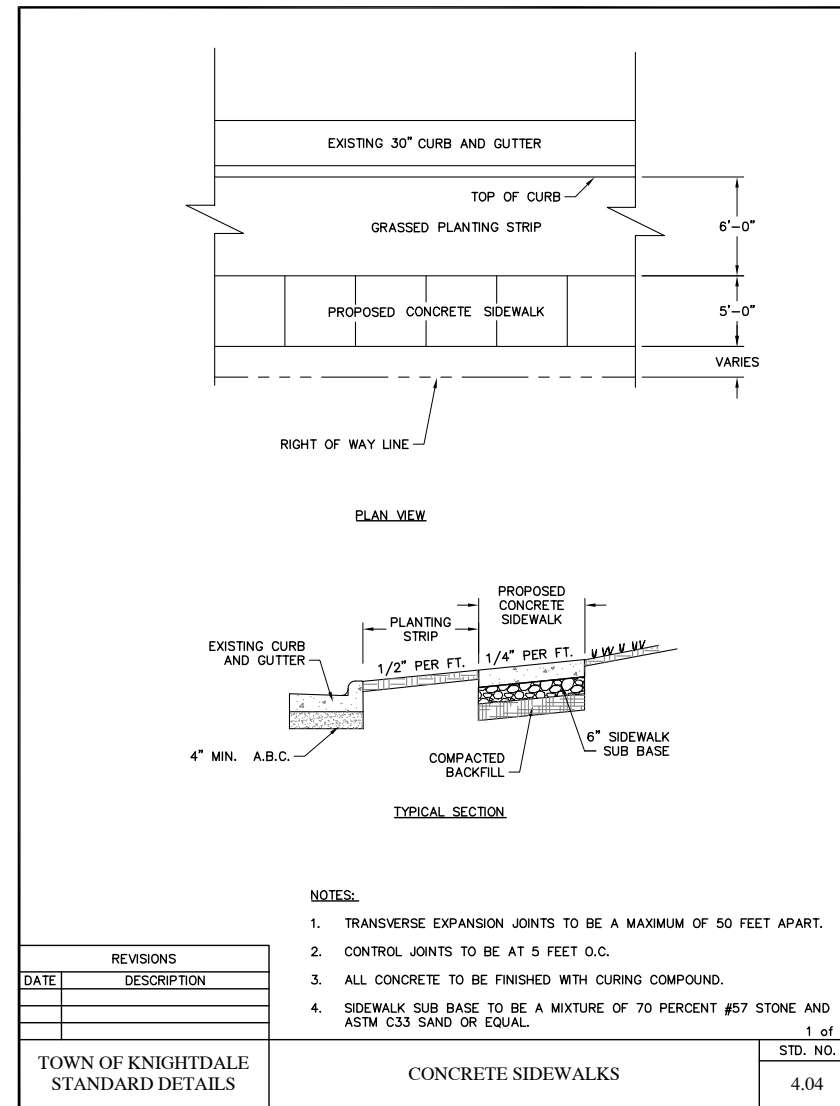 EXISTING 30" CURB AND GUTTER
TOP OF CURB
GRASSED PLANTING STRIP
6'-0"
PROPOSED CONCRETE SIDEWALK
5'-0"
VARIES
RIGHT OF WAY LINE
PLAN VIEW
PROPOSED
CONCRETE
SIDEWALK
PLANTING
STRIP
EXISTING CURB
AND GUTTER
1/2" PER FT.
1/4" PER FT.
4" MIN. A.B.C.
COMPACTED
BACKFILL
6" SIDEWALK
SUB BASE
TYPICAL SECTION
NOTES:
1. TRANSVERSE EXPANSION JOINTS TO BE A MAXIMUM OF 50 FEET APART.
2. CONTROL JOINTS TO BE AT 5 FEET O.C.
3. ALL CONCRETE TO BE FINISHED WITH CURING COMPOUND.
4. SIDEWALK SUB BASE TO BE A MIXTURE OF 70 PERCENT #57 STONE AND
ASTM C33 SAND OR EQUAL.
1 of
REVISIONS
DATE DESCRIPTION
TOWN OF KNIGHTDALE
STANDARD DETAILS
CONCRETE SIDEWALKS
STD. NO.
4.04